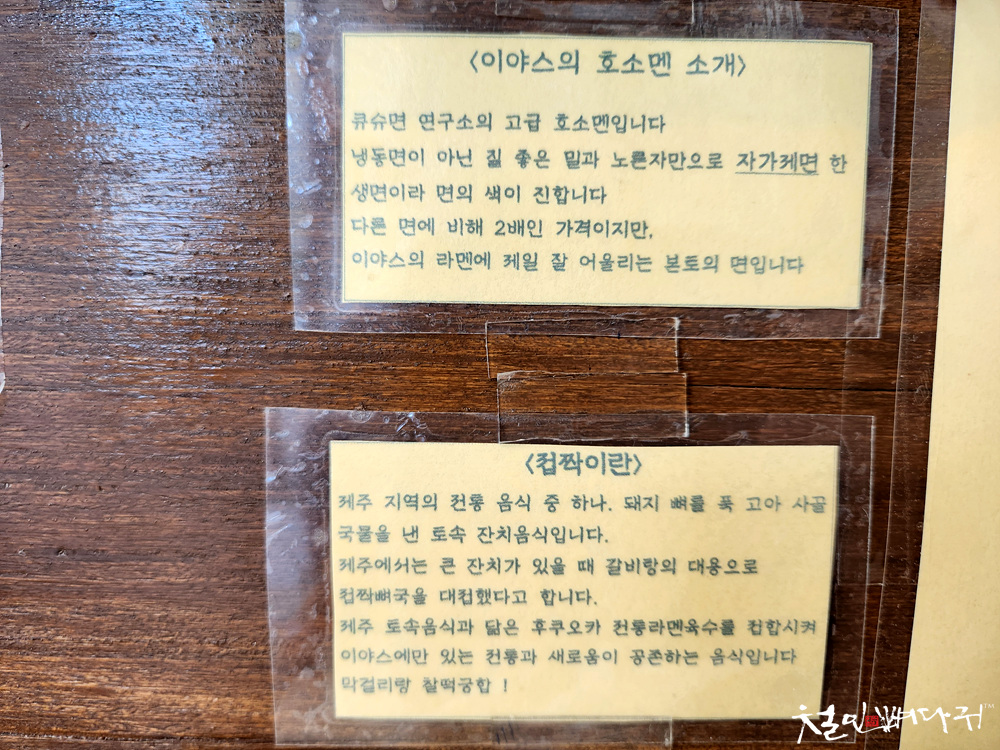 <이야스의 호소멘 소개>
큐슈면 연구소의 고급 호소멘입니다
냉동면이 아닌 질 좋은 밀과 노른자만으로 자가제면 한
생면이라 면의 색이 진합니다
다른 면에 비해 2배인 가격이지만,
이야스의 라멘에 제일 잘 어울리는 본토의 면입니다
<접짝이란>
제주 지역의 전통 음식 중 하나. 돼지 뼈를 푹 고아 사골
국물을 낸 토속 잔치음식입니다.
제주에서는 큰 잔치가 있을 때 갈비탕의 대용으로
접짝뼈국을 대접했다고 합니다.
제주 토속음식과 닮은 후쿠오카 전통라멘육수를 접합시켜
이야스에만 있는 전통과 새로움이 공존하는 음식입니다
막걸리랑 찰떡궁합 !
철인뼈다귀™